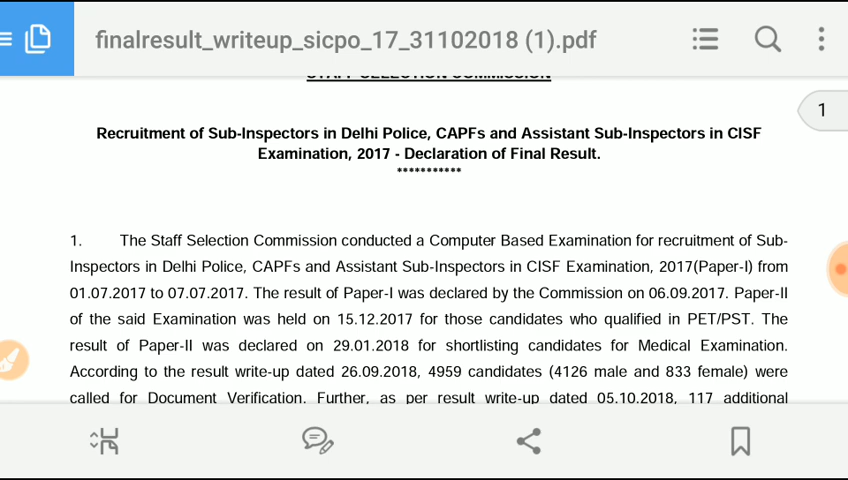 finalresult_writeup_sicpo_17_31102018 (1).pdf
STAFF SELECTION COMMISSION
1
Recruitment of Sub-Inspectors in Delhi Police, CAPFs and Assistant Sub-Inspectors in CISF
Examination, 2017 - Declaration of Final Result.
***********
1. The Staff Selection Commission conducted a Computer Based Examination for recruitment of Sub-
Inspectors in Delhi Police, CAPFs and Assistant Sub-Inspectors in CISF Examination, 2017(Paper-I) from
01.07.2017 to 07.07.2017. The result of Paper-I was declared by the Commission on 06.09.2017. Paper-II
of the said Examination was held on 15.12.2017 for those candidates who qualified in PET/PST. The
result of Paper-II was declared on 29.01.2018 for shortlisting candidates for Medical Examination.
According to the result write-up dated 26.09.2018, 4959 candidates (4126 male and 833 female) were
called for Document Verification. Further, as per result write-up dated 05.10.2018, 117 additional